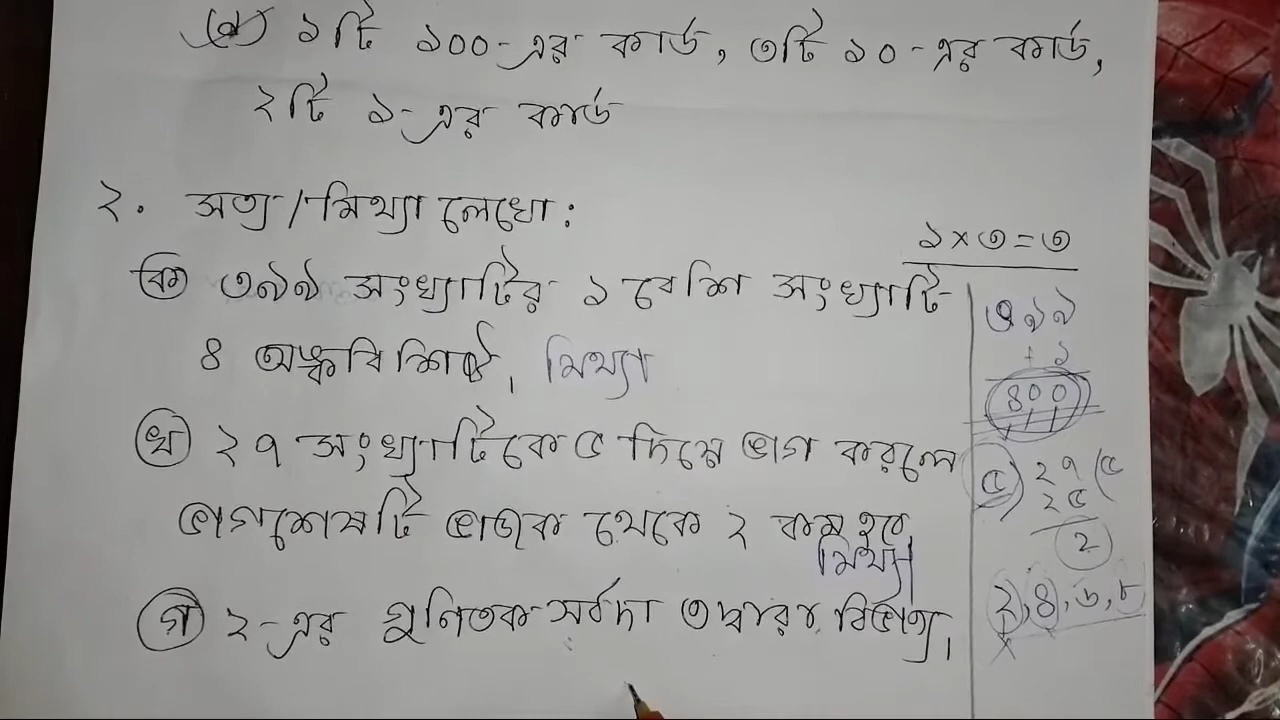 (ঘ) ১টি ১০০-এর কার্ড, ৩টি ১০-এর কার্ড,
২টি ১-এর কার্ড
২. সত্য/মিথ্যা লেখো:
১×৩=৩
(ক) ৩৯৯ সংখ্যাটির ১ বেশি সংখ্যাটি
৪ অঙ্কবিশিষ্ট। মিথ্যা
৩৯৯
+ ১
৪০০
(খ) ২৭ সংখ্যাটিকে ৫ দিয়ে ভাগ করলে
ভাগশেষটি ভাজক থেকে ২ কম হবে।
মিথ্যা
৫) ২৭ (৫
২৫
২
(গ) ২-এর গুণিতক সর্বদা ৩ দ্বারা বিভাজ্য।
২,৪,৬,৮
×